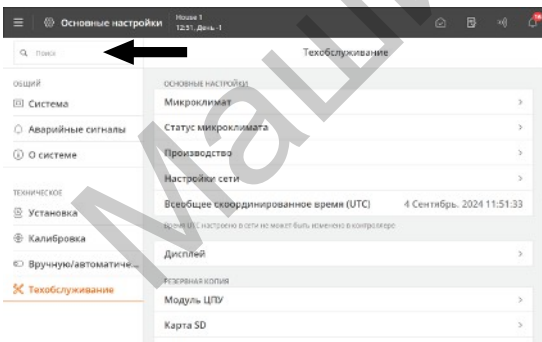 Основные настройки
House 1
12:51, День -1
Поиск
Техобслуживание
ОБЩИЙ
Система
Аварийные сигналы
О системе
ТЕХНИЧЕСКОЕ
Установка
Калибровка
Вручную/автоматиче...
Техобслуживание
ОСНОВНЫЕ НАСТРОЙКИ
Микроклимат
Статус микроклимата
Производство
Настройки сети
Всеобщее скоординированное время (UTC) 4 Сентябрь. 2024 11:51:33
Время UTC настроено в сети и не может быть изменено в контроллере
Дисплей
РЕЗЕРВНАЯ КОПИЯ
Модуль ЦПУ
Карта SD